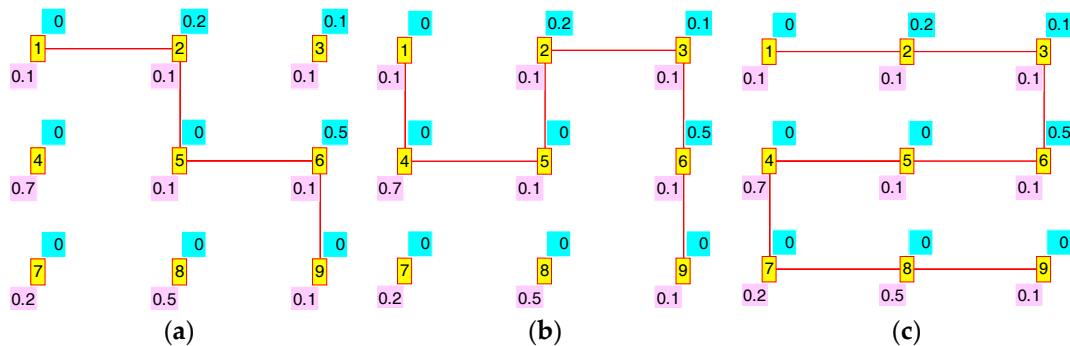 0 0.2 0.1 0 0.2 0.1 0 0.2 0.1
1 2 3 1 2 3 1 2 3
0.1 0.1 0.1 0.1 0.1 0.1 0.1 0.1 0.1
0 0 0.5 0 0 0.5 0 0 0.5
4 5 6 4 5 6 4 5 6
0.7 0.1 0.1 0.7 0.1 0.1 0.7 0.1 0.1
0 0 0 0 0 0 0 0 0
7 8 9 7 8 9 7 8 9
0.2 0.5 0.1 0.2 0.5 0.1 0.2 0.5 0.1
(a) (b) (c)